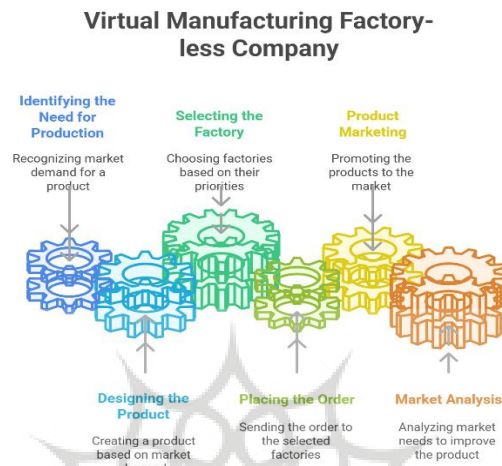 Virtual Manufacturing Factory-
less Company
Identifying the
Need for
Production
Recognizing market
demand for a
product
Selecting the
Factory
Choosing factories
based on their
priorities
Product
Marketing
Promoting the
products to the
market
Designing the
Product
Creating a product
based on market
Placing the Order
Sending the order to
the selected
factories
Market Analysis
Analyzing market
needs to improve
the product